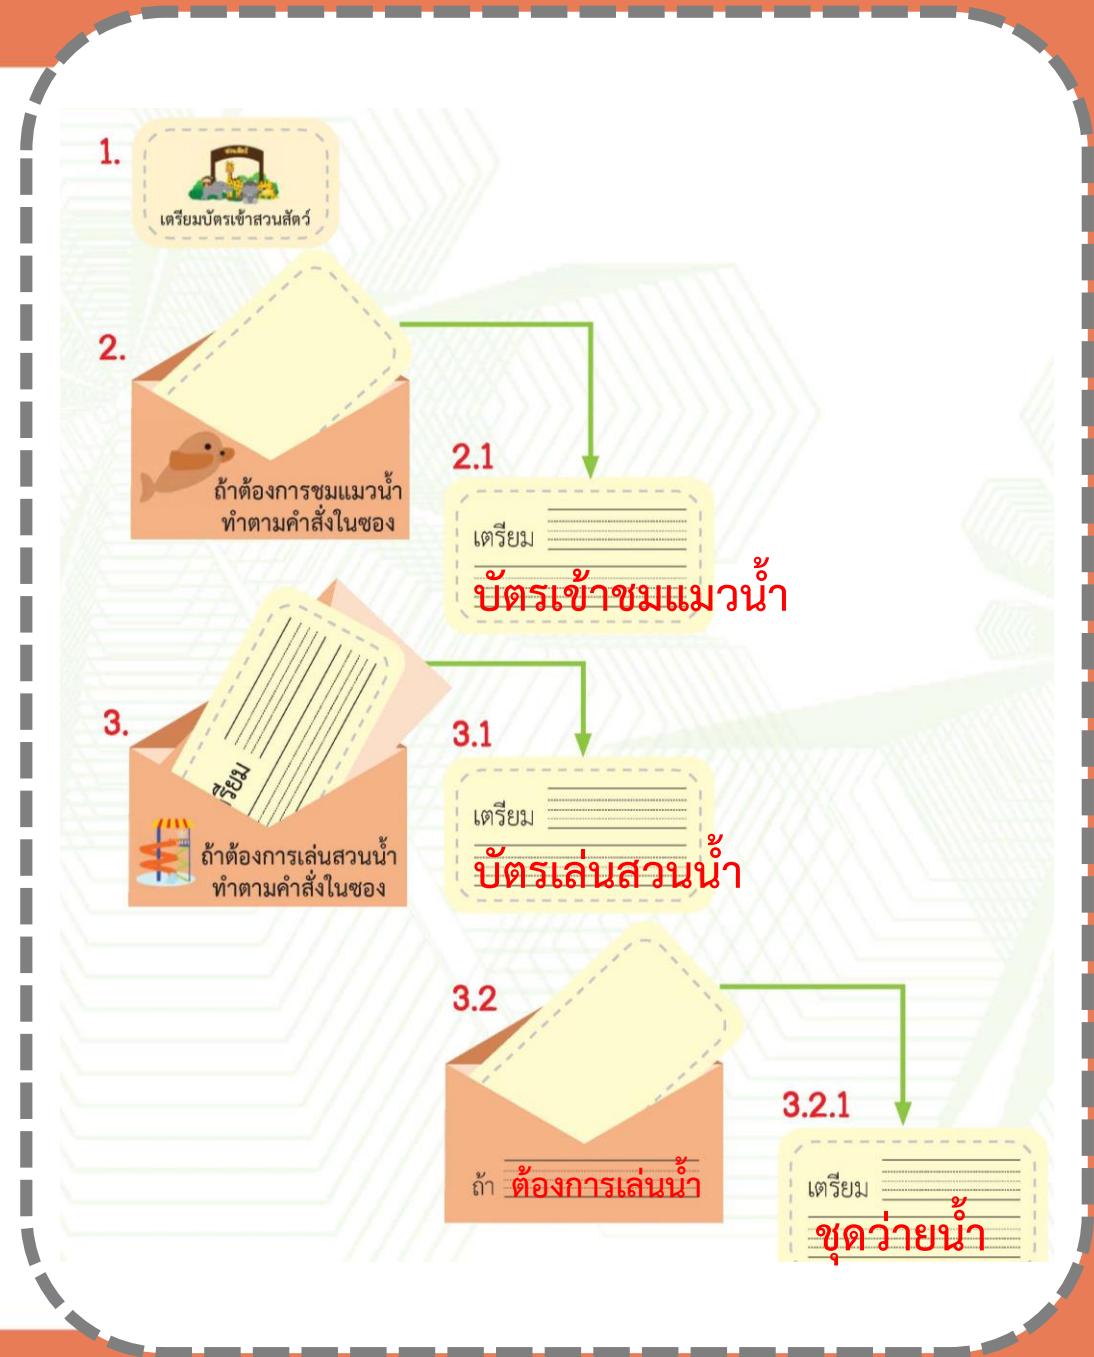 1.
เตรียมบัตรเข้าสวนสัตว์
2.
ถ้าต้องการชมแมวน้ำ
ทำตามคำสั่งในซอง
2.1
เตรียม
บัตรเข้าชมแมวน้ำ
3.
ถ้าต้องการเล่นสวนน้ำ
ทำตามคำสั่งในซอง
3.1
เตรียม
บัตรเล่นสวนน้ำ
3.2
ถ้า ต้องการเล่นน้ำ
3.2.1
เตรียม
ชุดว่ายน้ำ